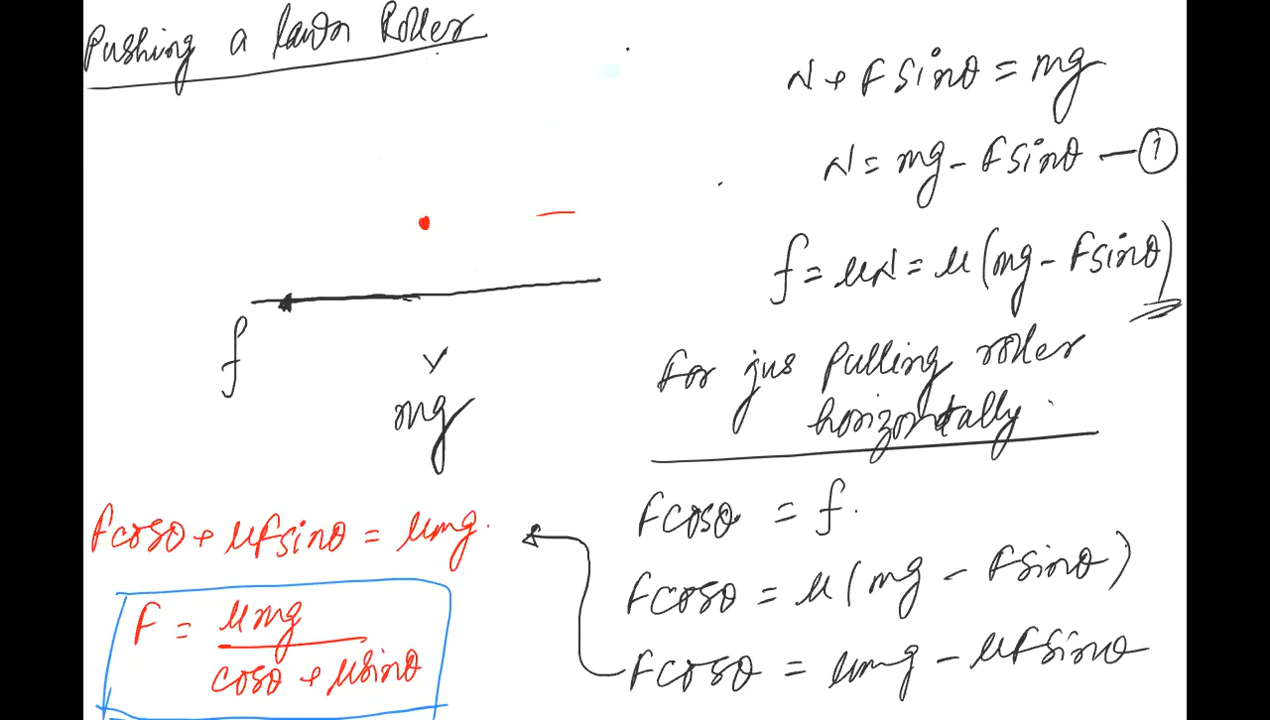 Pushing a lawn Roller
N + F sinθ = mg
N = mg - F sinθ — ①
f = μN = μ(mg - F sinθ)
for jus pulling roller
horizontally.
f
mg
F cosθ = f.
F cosθ = μ(mg - F sinθ)
F cosθ = μmg - μF sinθ
F cosθ + μF sinθ = μmg.
F = μmg / cosθ + μ sinθ